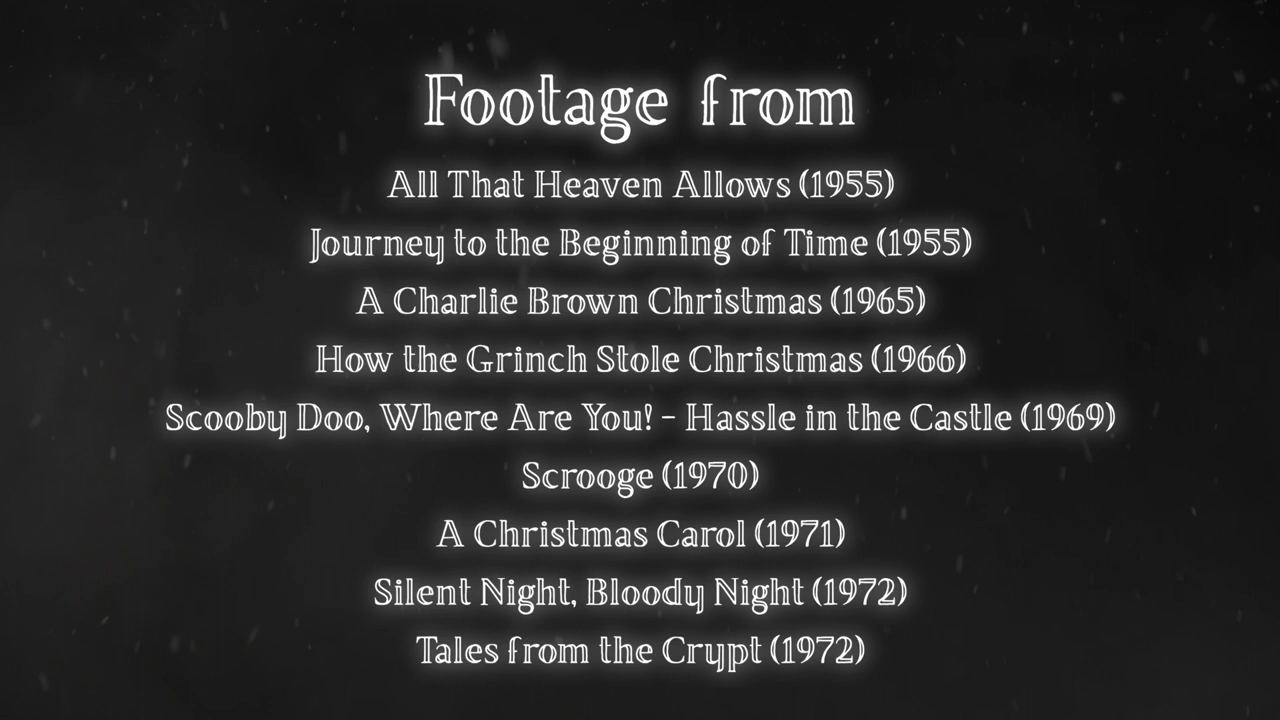 Footage from
All That Heaven Allows (1955)
Journey to the Beginning of Time (1955)
A Charlie Brown Christmas (1965)
How the Grinch Stole Christmas (1966)
Scooby Doo, Where Are You! - Hassle in the Castle (1969)
Scrooge (1970)
A Christmas Carol (1971)
Silent Night, Bloody Night (1972)
Tales from the Crypt (1972)